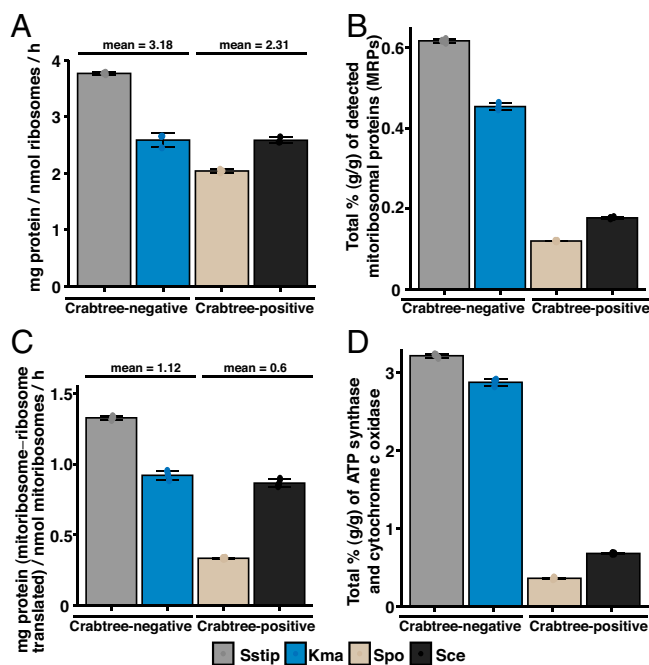 A
mean = 3.18 mean = 2.31
mg protein / nmol ribosomes / h
4
3
2
1
0
Crabtree-negative Crabtree-positive
B
Total % (g/g) of detected
mitoribosomal proteins (MRPs)
0.6
0.4
0.2
0
Crabtree-negative Crabtree-positive
C
mean = 1.12 mean = 0.6
mg protein (mitoribosome−ribosome
translated) / nmol mitoribosomes / h
1.5
1.0
0.5
0
Crabtree-negative Crabtree-positive
D
Total % (g/g) of ATP synthase
and cytochrome c oxidase
3
2
1
0
Crabtree-negative Crabtree-positive
Sstip Kma Spo Sce